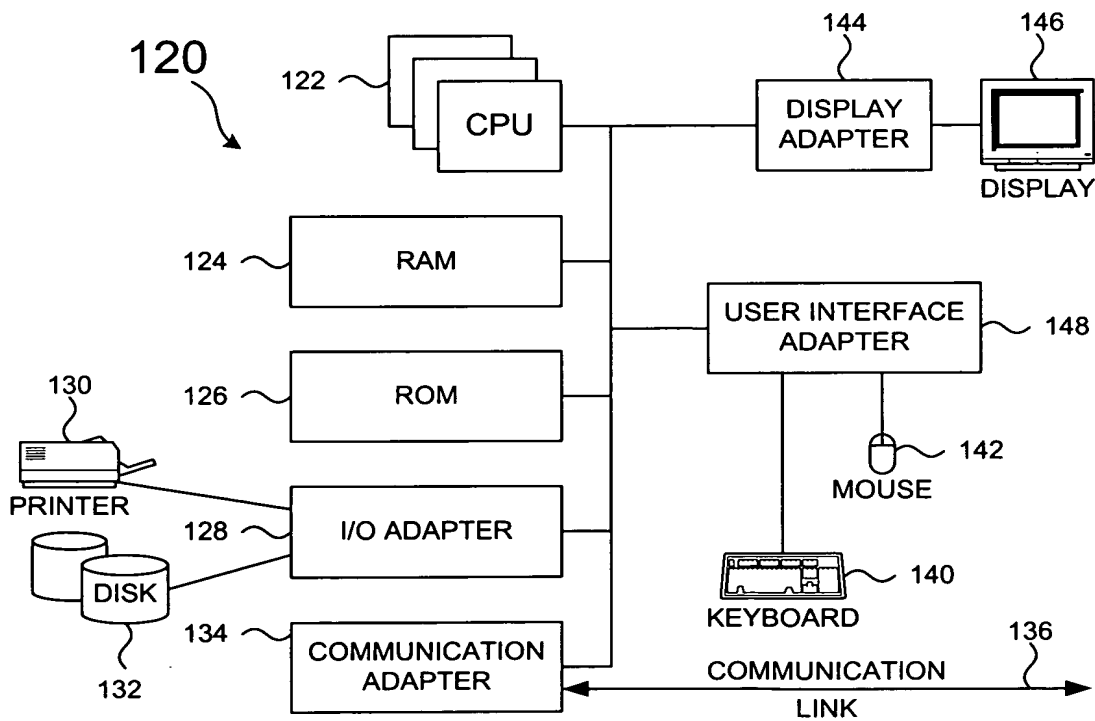 120
122
CPU
144
DISPLAY
ADAPTER
146
DISPLAY
124
RAM
USER INTERFACE
ADAPTER
148
126
ROM
130
PRINTER
142
MOUSE
128
I/O ADAPTER
DISK
132
140
KEYBOARD
134
COMMUNICATION
ADAPTER
COMMUNICATION
LINK
136